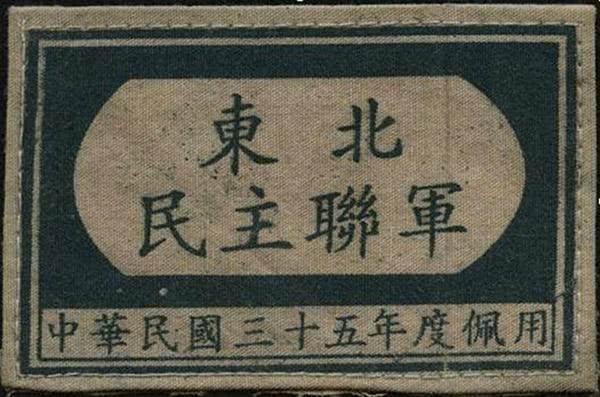 東北
民主聯軍
中華民國三十五年度佩用